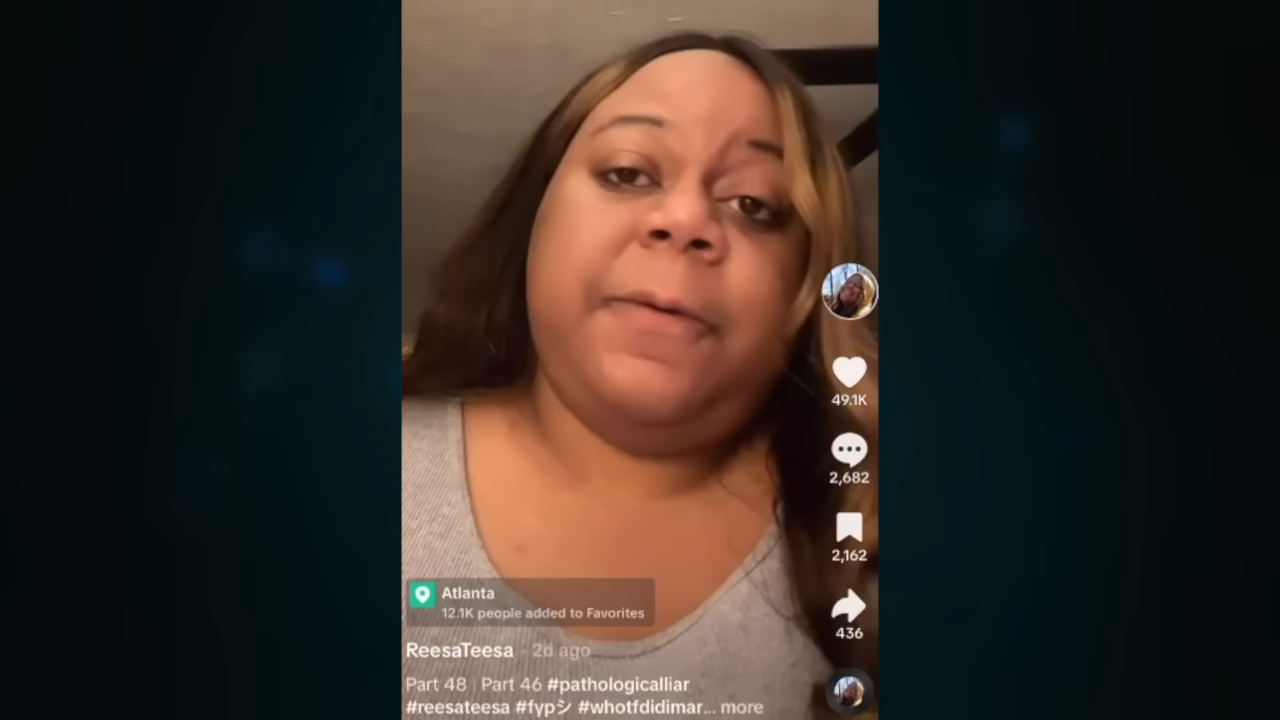 49.1K
2,682
2,162
436
Atlanta
12.1K people added to Favorites
ReesaTeesa · 2d ago
Part 48 | Part 46 #pathologicalliar
#reesateesa #fypシ #whotfdidimar... more